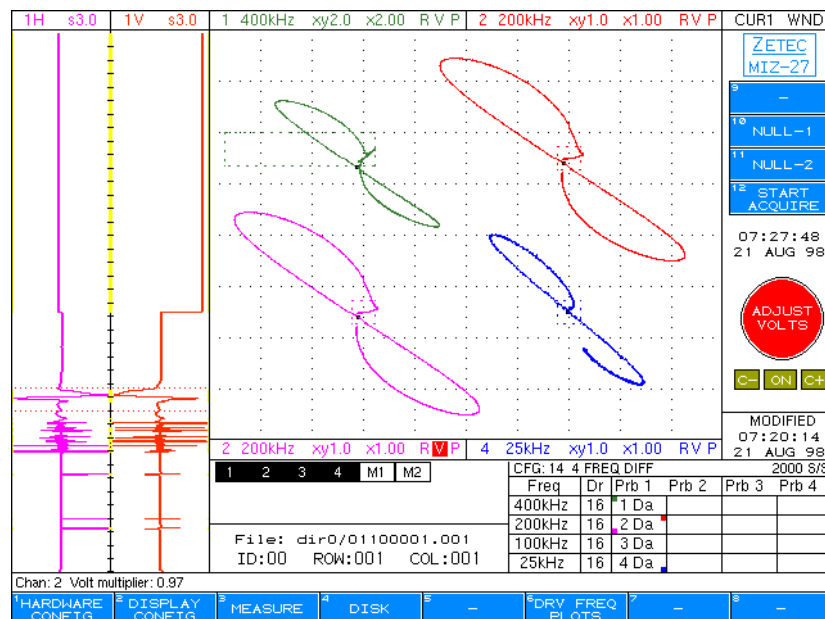 1H s3.0 1V s3.0 1 400kHz xy2.0 x2.00 R V P 2 200kHz xy1.0 x1.00 R V P CUR1 WND
ZETEC
MIZ-27
9 -
10 NULL-1
11 NULL-2
12 START
ACQUIRE
07:27:48
21 AUG 98
ADJUST
VOLTS
C- ON C+
MODIFIED
07:20:14
21 AUG 98
2 200kHz xy1.0 x1.00 R V P 4 25kHz xy1.0 x1.00 R V P
1 2 3 4 M1 M2
CFG: 14 4 FREQ DIFF 2000 S/S
Freq Dr Prb 1 Prb 2 Prb 3 Prb 4
400kHz 16 1 Da
200kHz 16 2 Da
100kHz 16 3 Da
25kHz 16 4 Da
File: dir0/01100001.001
ID:00 ROW:001 COL:001
Chan: 2 Volt multiplier: 0.97
1 HARDWARE
CONFIG
2 DISPLAY
CONFIG
3 MEASURE
4 DISK
5 -
6 DRV FREQ
PLOTS
7 -
8 -